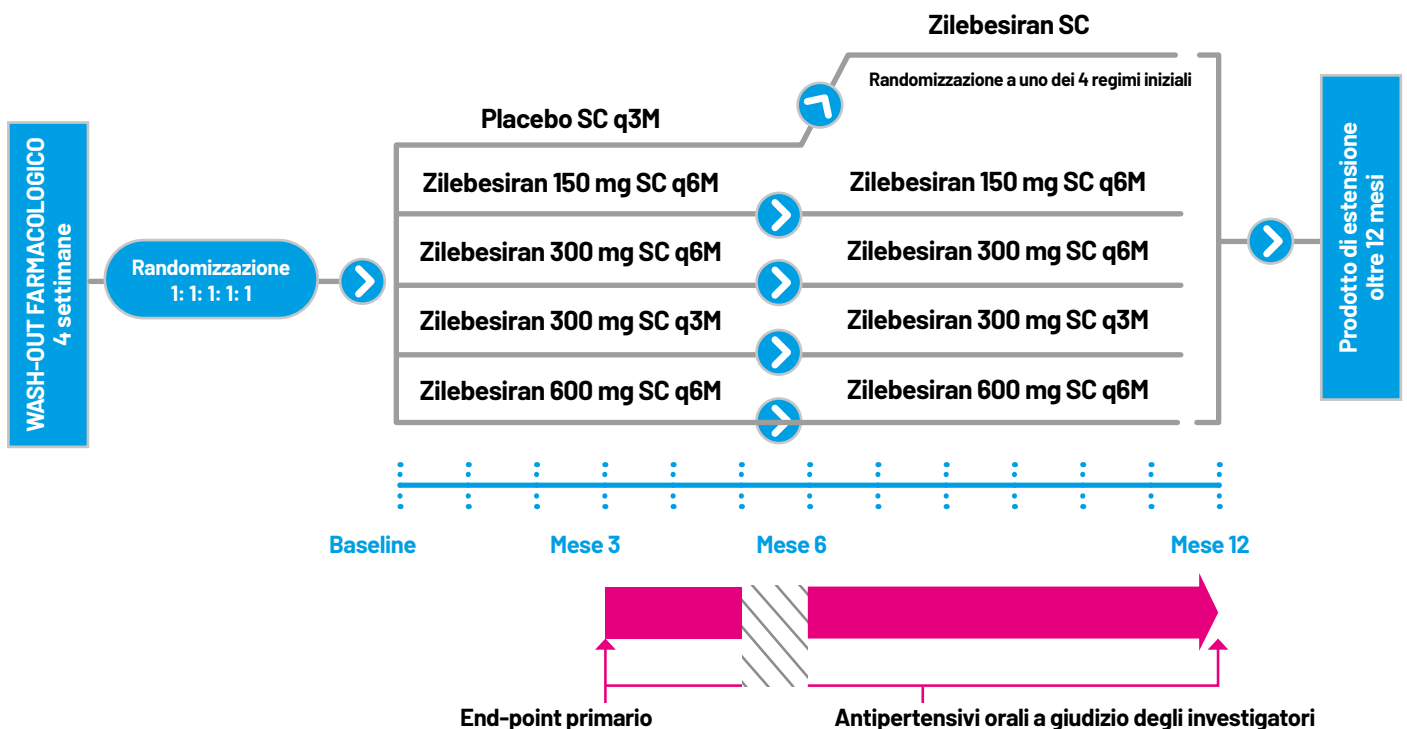 Zilebesiran SC
Randomizzazione a uno dei 4 regimi iniziali
Placebo SC q3M
WASH-OUT FARMACOLOGICO
4 settimane
Randomizzazione
1: 1: 1: 1: 1
Zilebesiran 150 mg SC q6M
Zilebesiran 150 mg SC q6M
Zilebesiran 300 mg SC q6M
Zilebesiran 300 mg SC q6M
Zilebesiran 300 mg SC q3M
Zilebesiran 300 mg SC q3M
Zilebesiran 600 mg SC q6M
Zilebesiran 600 mg SC q6M
Prodotto di estensione
oltre 12 mesi
Baseline
Mese 3
Mese 6
Mese 12
End-point primario
Antipertensivi orali a giudizio degli investigatori